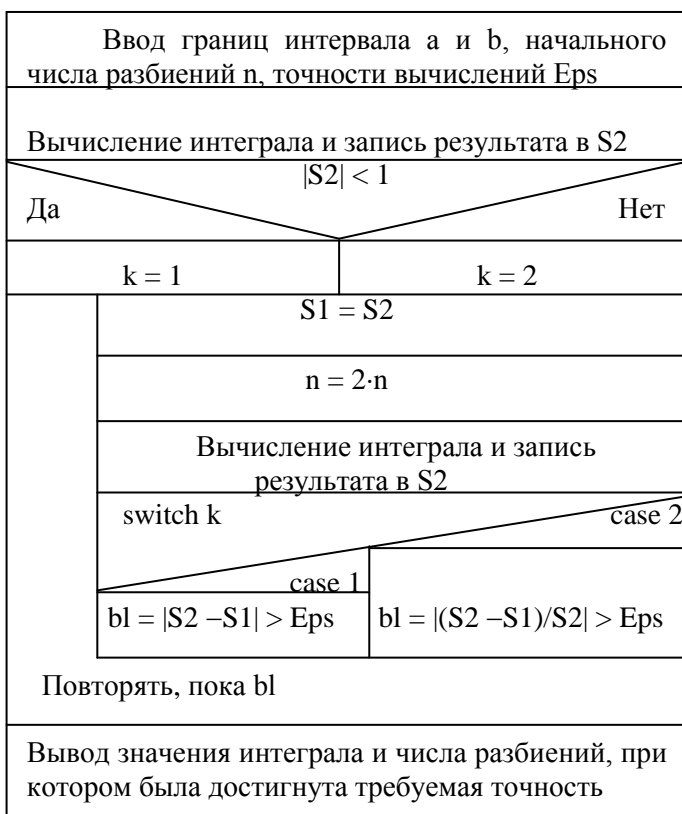 Ввод границ интервала a и b, начального
числа разбиений n, точности вычислений Eps
Вычисление интеграла и запись результата в S2
|S2| < 1
Да
Нет
k = 1
k = 2
S1 = S2
n = 2·n
Вычисление интеграла и запись
результата в S2
switch k
case 2
case 1
bl = |S2 –S1| > Eps
bl = |(S2 –S1)/S2| > Eps
Повторять, пока bl
Вывод значения интеграла и числа разбиений, при
котором была достигнута требуемая точность